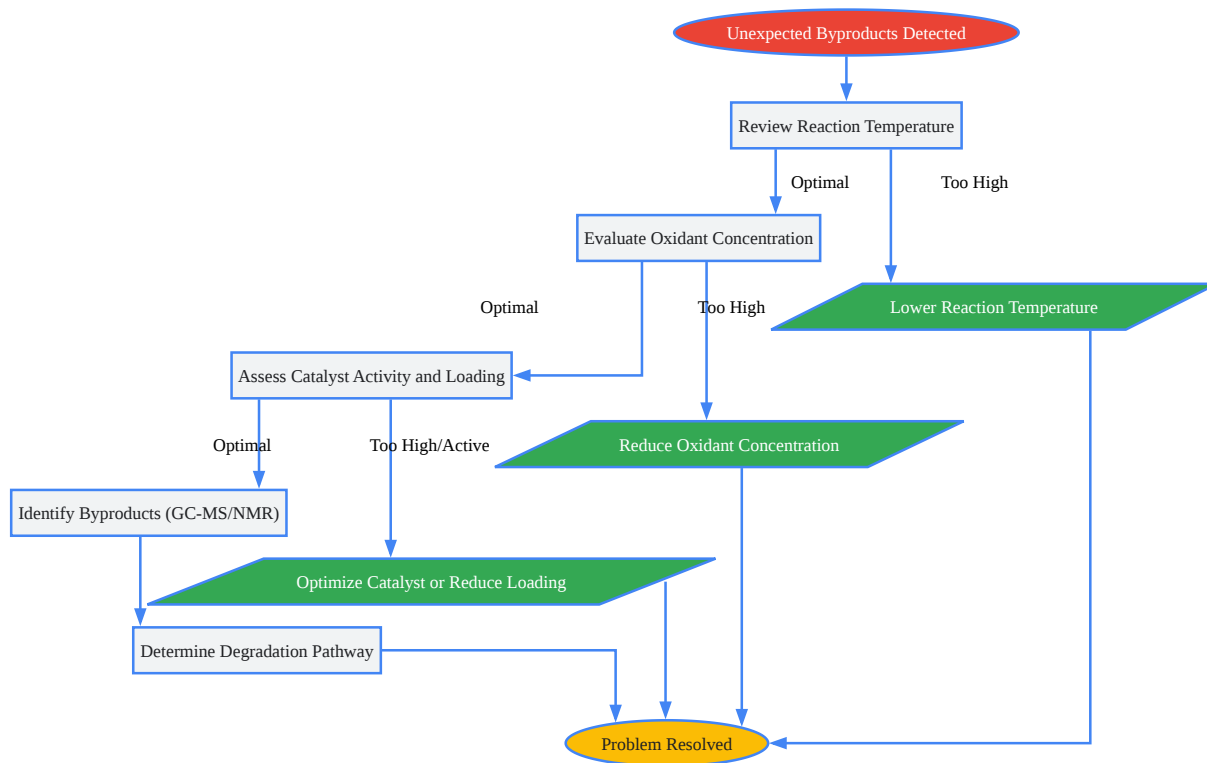 Unexpected Byproducts Detected
Review Reaction Temperature
Optimal
Too High
Evaluate Oxidant Concentration
Optimal
Too High
Lower Reaction Temperature
Assess Catalyst Activity and Loading
Optimal
Too High/Active
Reduce Oxidant Concentration
Identify Byproducts (GC-MS/NMR)
Optimize Catalyst or Reduce Loading
Determine Degradation Pathway
Problem Resolved